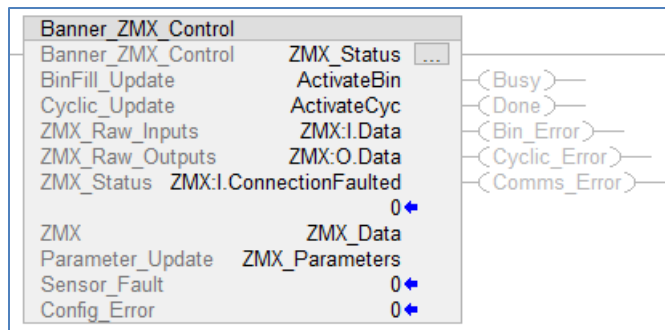 Banner_ZMX_Control
Banner_ZMX_Control ZMX_Status ...
BinFill_Update ActivateBin (Busy)
Cyclic_Update ActivateCyc (Done)
ZMX_Raw_Inputs ZMX:I.Data (Bin_Error)
ZMX_Raw_Outputs ZMX:O.Data (Cyclic_Error)
ZMX_Status ZMX:I.ConnectionFaulted (Comms_Error)
0
ZMX ZMX_Data
Parameter_Update ZMX_Parameters
Sensor_Fault 0
Config_Error 0